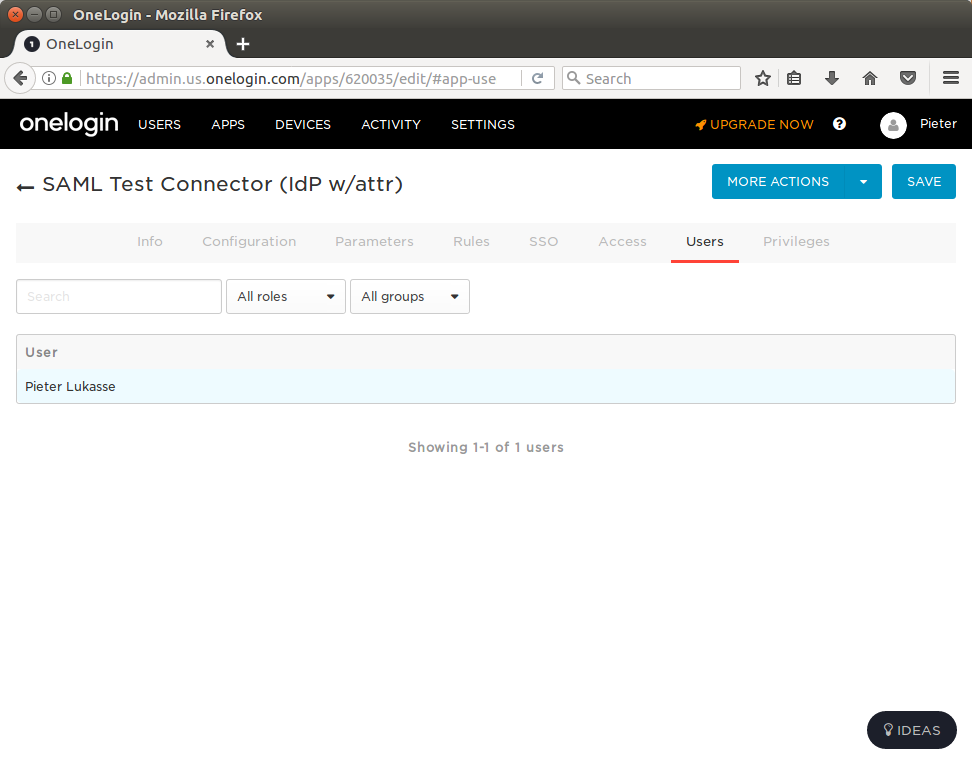 OneLogin - Mozilla Firefox
OneLogin
https://admin.us.onelogin.com/apps/620035/edit/#app-use
Search
onelogin USERS APPS DEVICES ACTIVITY SETTINGS UPGRADE NOW ? Pieter
SAML Test Connector (IdP w/attr) MORE ACTIONS SAVE
Info Configuration Parameters Rules SSO Access Users Privileges
Search All roles All groups
User
Pieter Lukasse
Showing 1-1 of 1 users
IDEAS